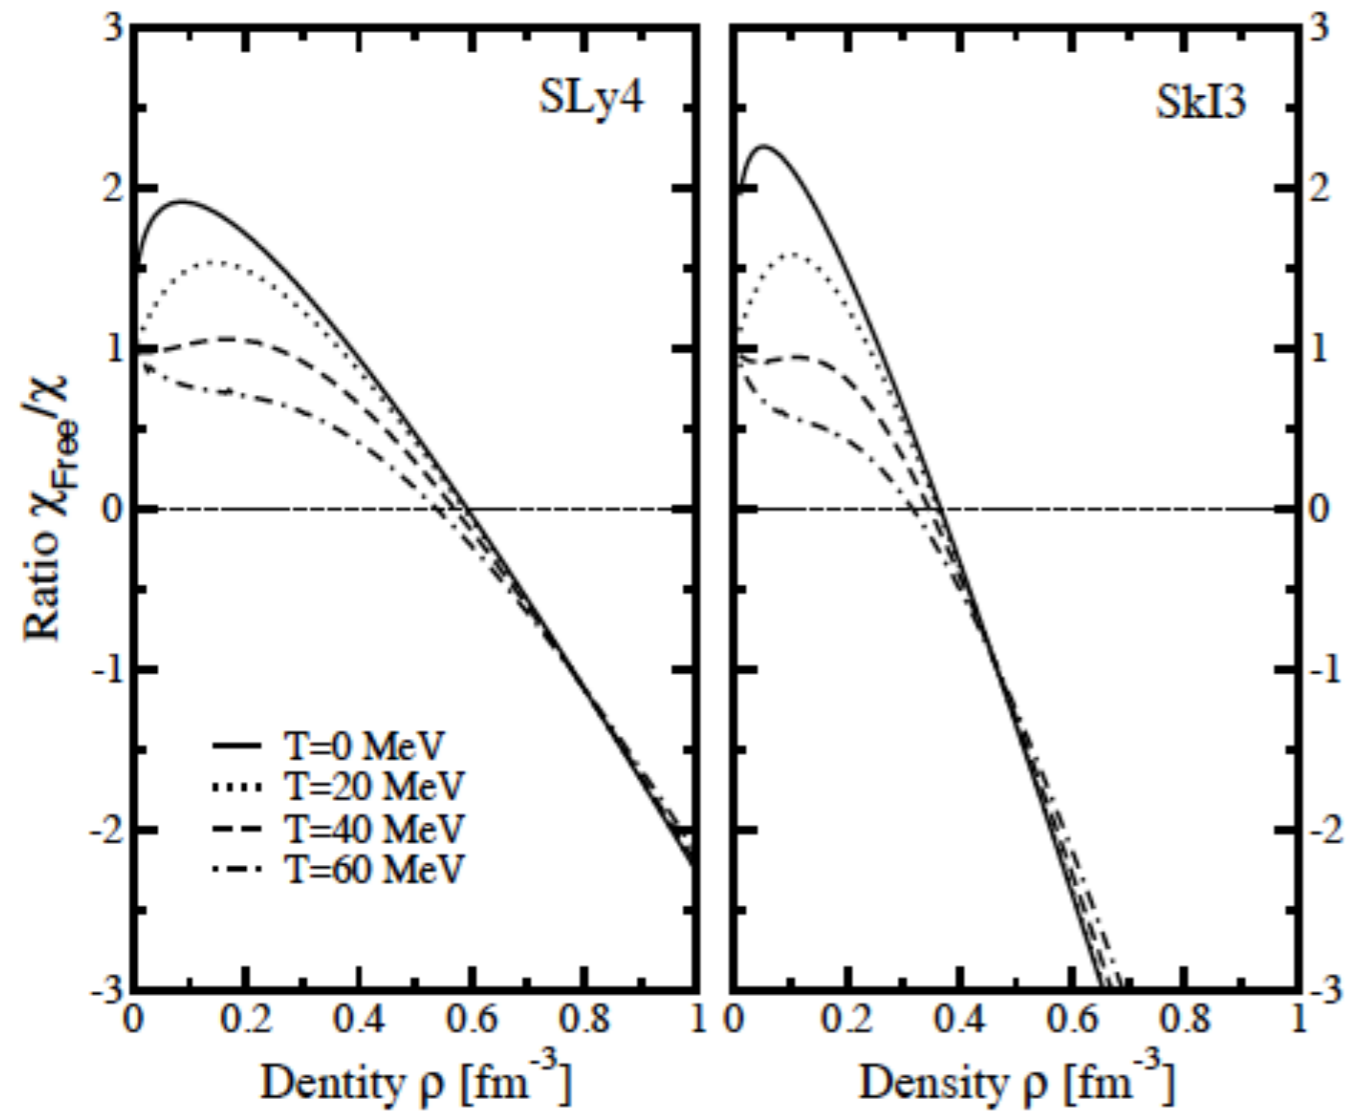 3
2
1
0
-1
-2
-3
SLy4
SkI3
3
2
1
0
-1
-2
-3
Ratio χFree/χ
T=0 MeV
T=20 MeV
T=40 MeV
T=60 MeV
0 0.2 0.4 0.6 0.8 1
0 0.2 0.4 0.6 0.8 1
Dentity ρ [fm-3]
Density ρ [fm-3]